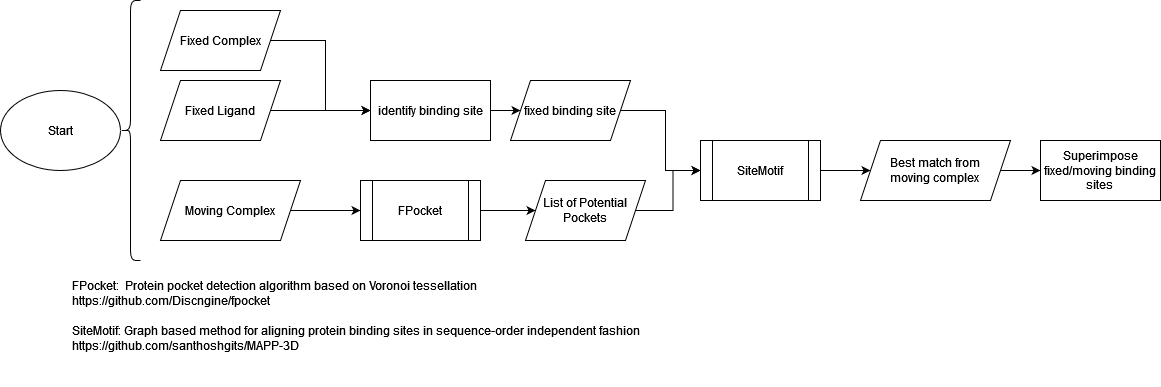 Fixed Complex
Start
Fixed Ligand
identify binding site
fixed binding site
SiteMotif
Best match from
moving complex
Superimpose
fixed/moving binding
sites
Moving Complex
FPocket
List of Potential
Pockets
FPocket:  Protein pocket detection algorithm based on Voronoi tessellation
https://github.com/Discngine/fpocket
SiteMotif: Graph based method for aligning protein binding sites in sequence-order independent fashion
https://github.com/santhoshgits/MAPP-3D